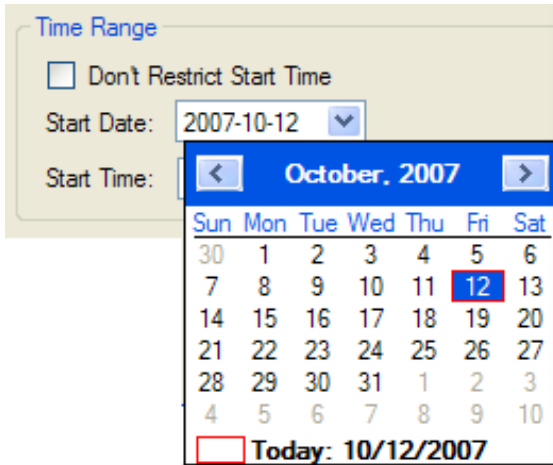 Time Range
Don't Restrict Start Time
Start Date: 2007-10-12
Start Time:
October, 2007
Sun Mon Tue Wed Thu Fri Sat
30 1 2 3 4 5 6
7 8 9 10 11 12 13
14 15 16 17 18 19 20
21 22 23 24 25 26 27
28 29 30 31 1 2 3
4 5 6 7 8 9 10
Today: 10/12/2007